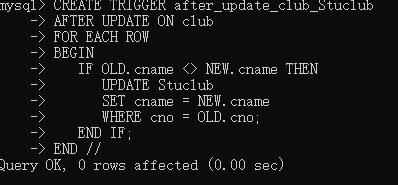 mysql> CREATE TRIGGER after_update_club_Stuclub
    -> AFTER UPDATE ON club
    -> FOR EACH ROW
    -> BEGIN
    ->     IF OLD.cname <> NEW.cname THEN
    ->         UPDATE Stuclub
    ->         SET cname = NEW.cname
    ->         WHERE cno = OLD.cno;
    ->     END IF;
    -> END //
Query OK, 0 rows affected (0.00 sec)